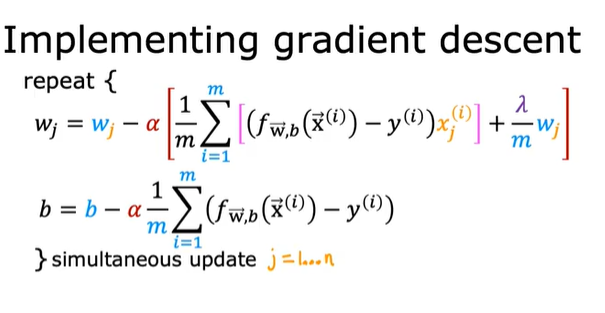 Implementing gradient descent
repeat {
w_j = w_j − α [ 1/m ∑_{i=1}^{m} [ (f_{w⃗,b}(x⃗^{(i)}) − y^{(i)}) x_j^{(i)} ] + λ/m w_j ]
b = b − α 1/m ∑_{i=1}^{m} (f_{w⃗,b}(x⃗^{(i)}) − y^{(i)})
} simultaneous update j = 1...n